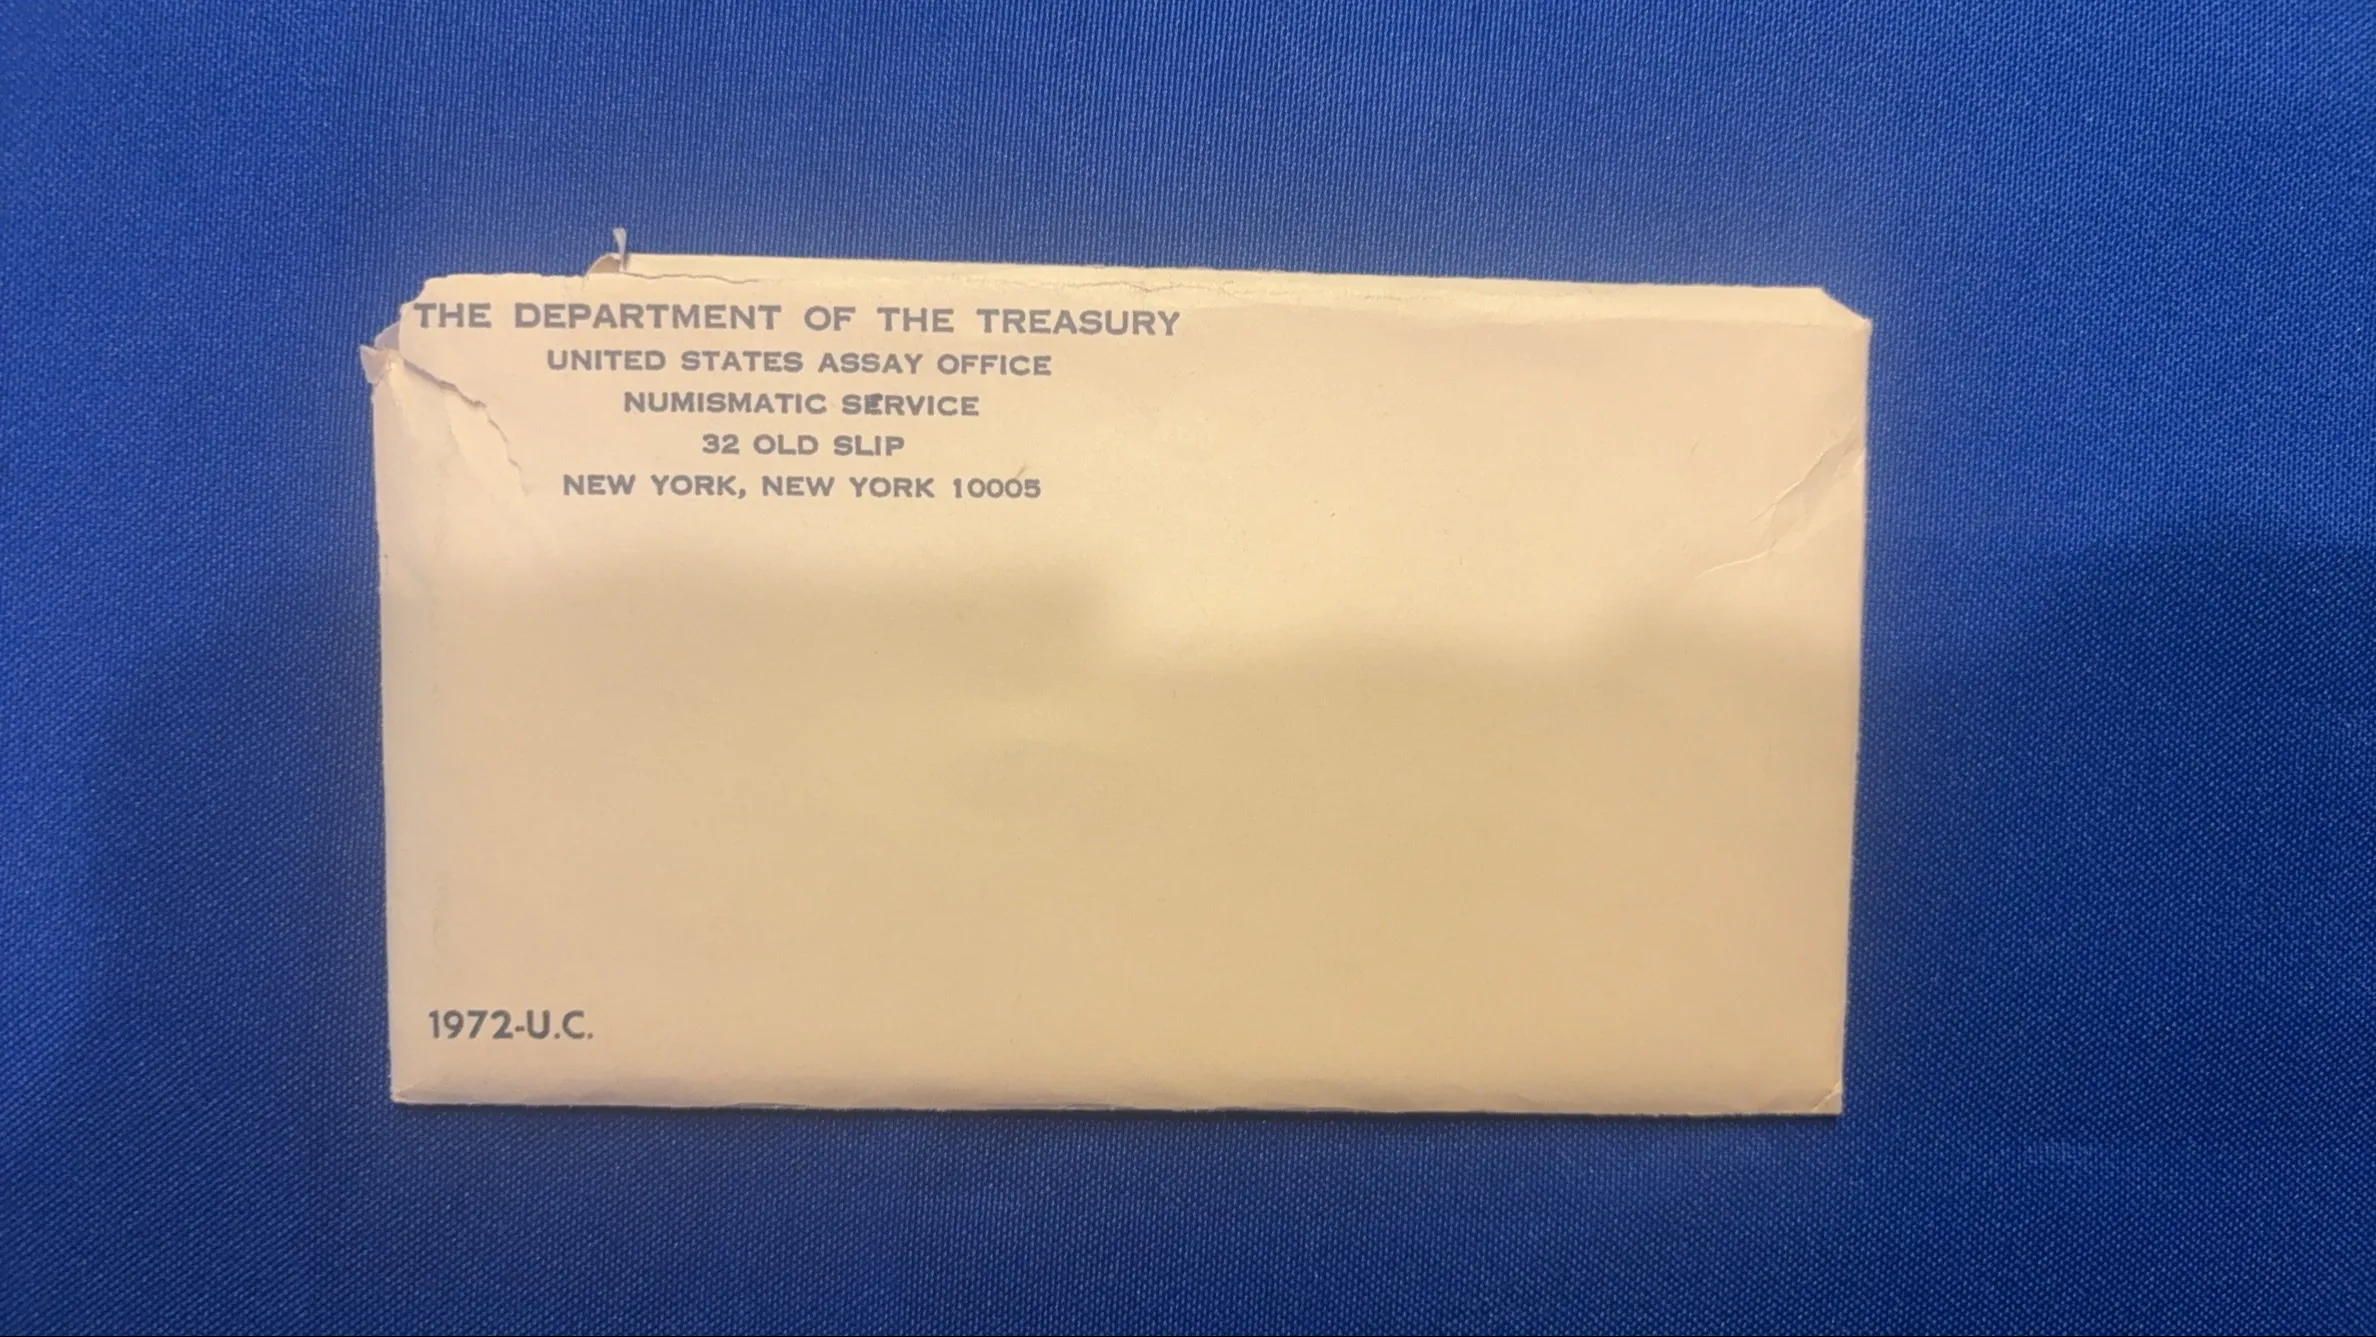 THE DEPARTMENT OF THE TREASURY
UNITED STATES ASSAY OFFICE
NUMISMATIC SERVICE
32 OLD SLIP
NEW YORK, NEW YORK 10005
1972-U.C.